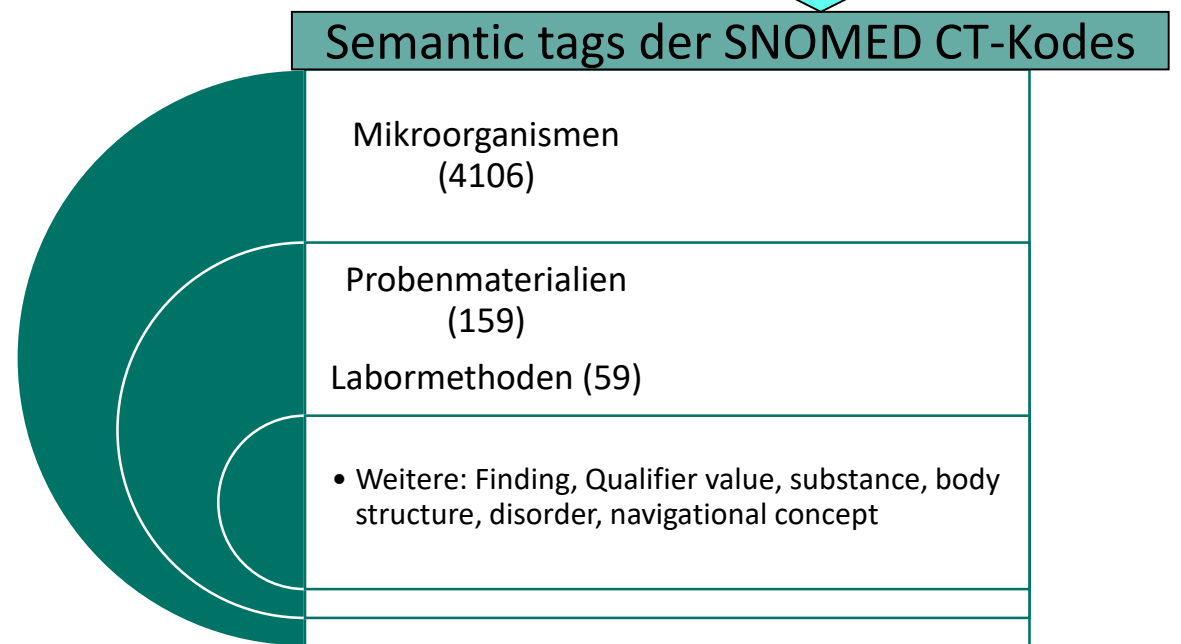 Semantic tags der SNOMED CT-Kodes
Mikroorganismen
(4106)
Probenmaterialien
(159)
Labormethoden (59)
• Weitere: Finding, Qualifier value, substance, body
structure, disorder, navigational concept